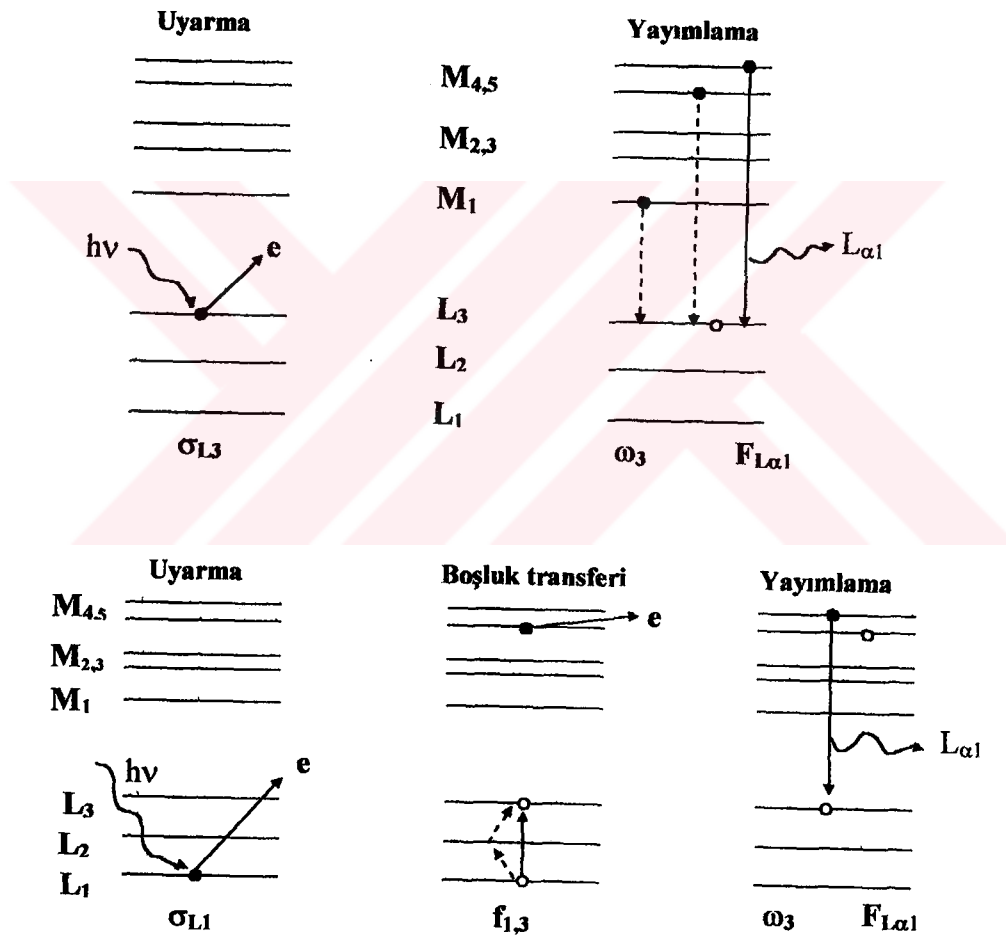 Uyarma
Yayımlama
M4,5
M2,3
M1
hν
e
Lα1
L3
L2
L1
σL3
ω3
FLα1
Uyarma
Boşluk transferi
Yayımlama
M4,5
e
M2,3
M1
Lα1
hν
e
L3
L2
L1
σL1
f1,3
ω3
FLα1